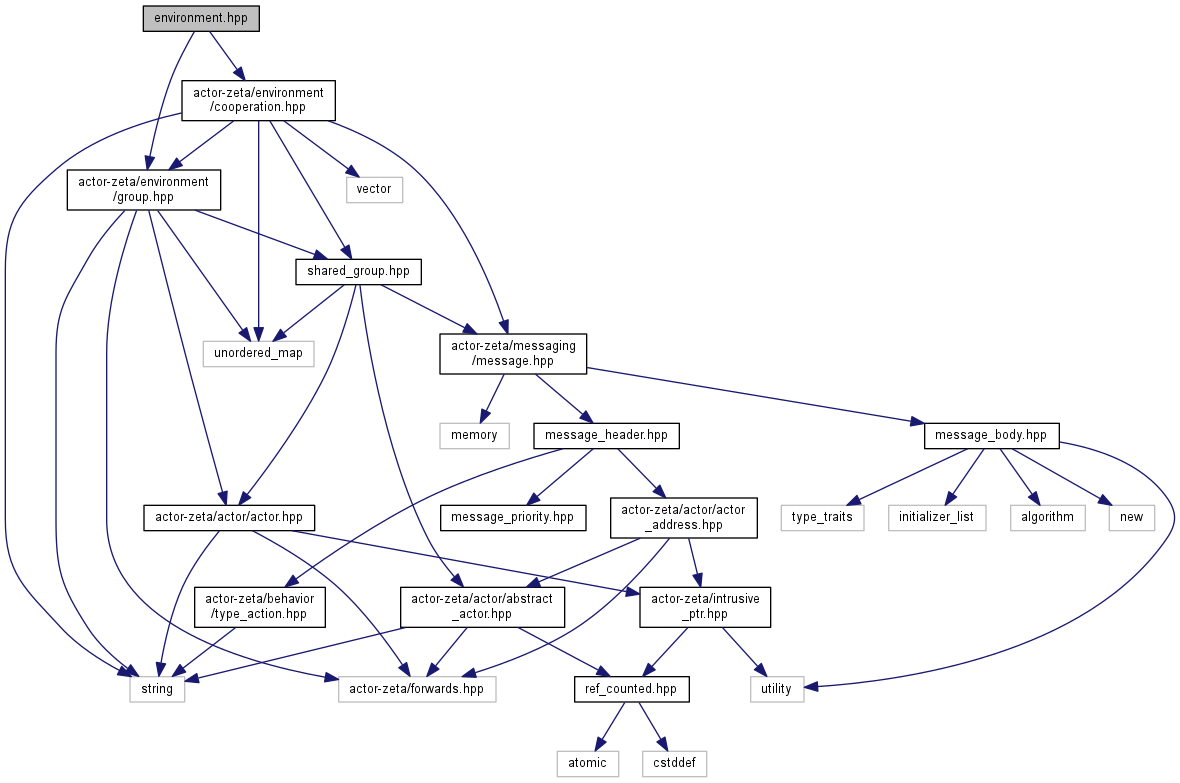 environment.hpp
actor-zeta/environment
/cooperation.hpp
actor-zeta/environment
/group.hpp
vector
shared_group.hpp
unordered_map
actor-zeta/messaging
/message.hpp
memory
message_header.hpp
message_body.hpp
actor-zeta/actor/actor.hpp
message_priority.hpp
actor-zeta/actor/actor
_address.hpp
type_traits
initializer_list
algorithm
new
actor-zeta/behavior
/type_action.hpp
actor-zeta/actor/abstract
_actor.hpp
actor-zeta/intrusive
_ptr.hpp
string
actor-zeta/forwards.hpp
ref_counted.hpp
utility
atomic
cstddef